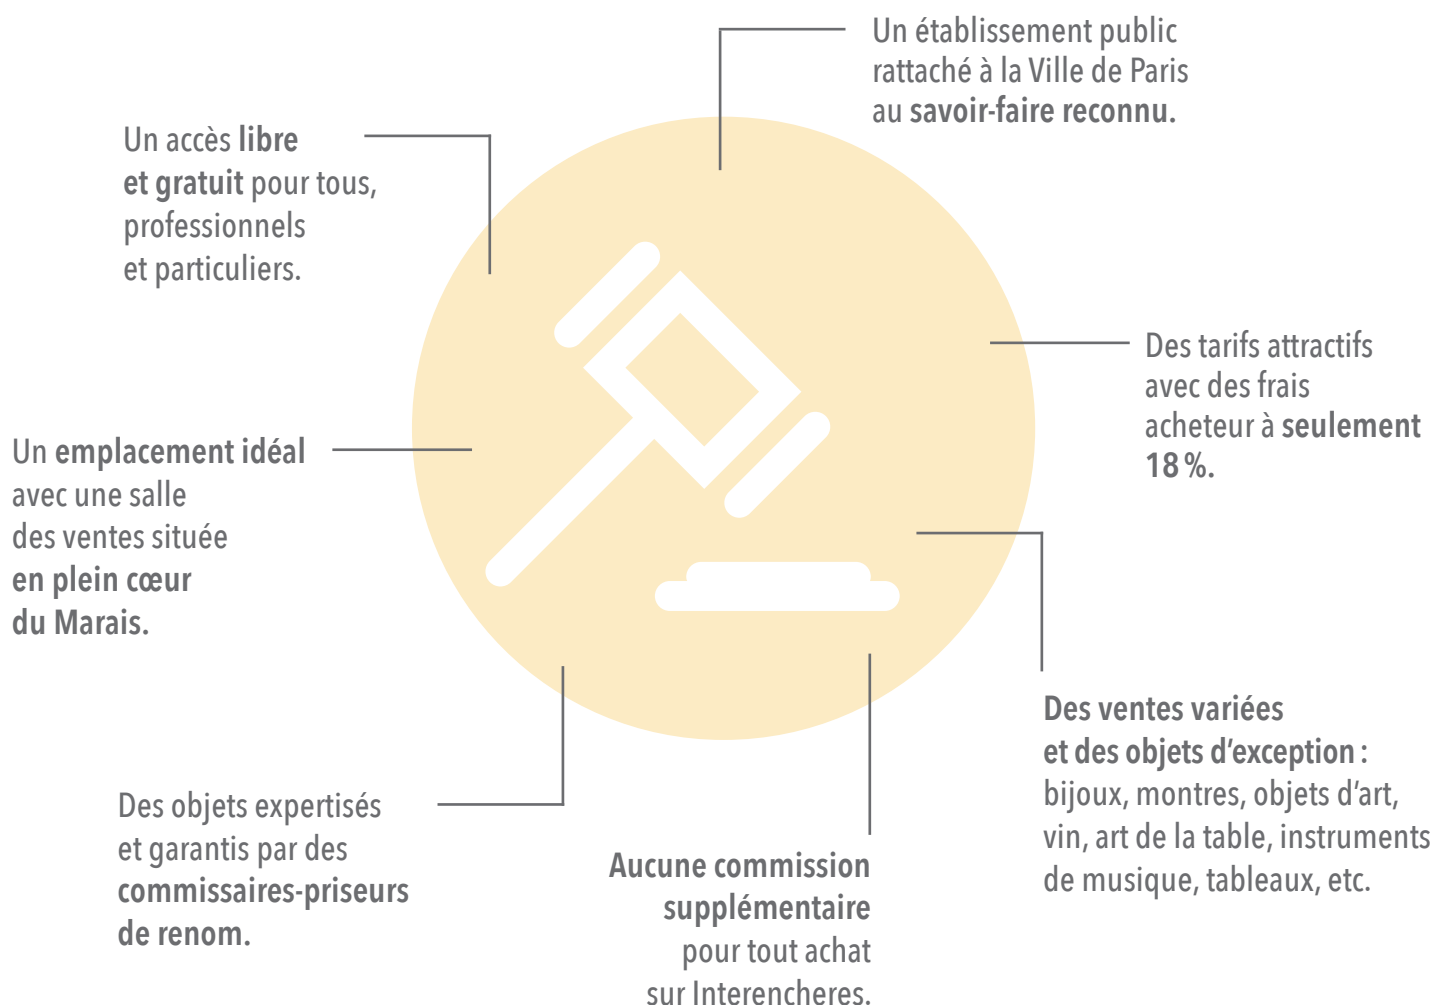 Un établissement public
rattaché à la Ville de Paris
au savoir-faire reconnu.
Un accès libre
et gratuit pour tous,
professionnels
et particuliers.
Des tarifs attractifs
avec des frais
acheteur à seulement
18 %.
Un emplacement idéal
avec une salle
des ventes située
en plein cœur
du Marais.
Des ventes variées
et des objets d’exception :
bijoux, montres, objets d’art,
vin, art de la table, instruments
de musique, tableaux, etc.
Des objets expertisés
et garantis par des
commissaires-priseurs
de renom.
Aucune commission
supplémentaire
pour tout achat
sur Interencheres.